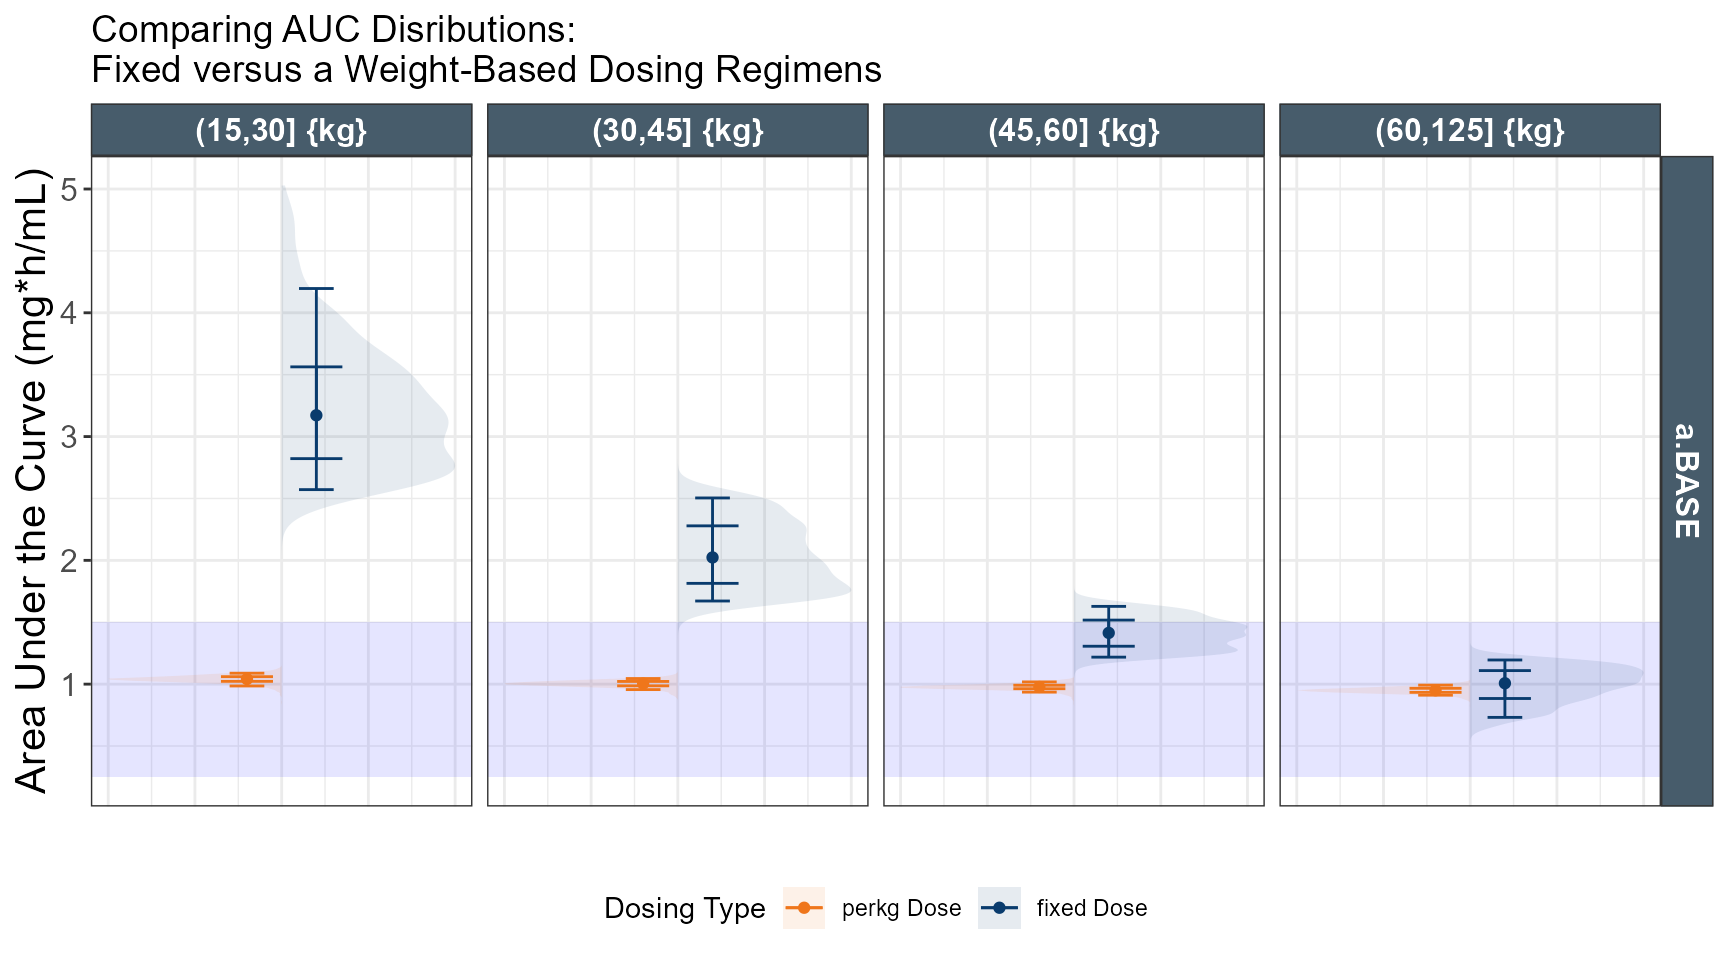 Comparing AUC Disributions:
Fixed versus a Weight-Based Dosing Regimens
(15,30] {kg}
(30,45] {kg}
(45,60] {kg}
(60,125] {kg}
Area Under the Curve (mg*h/mL)
5
4
3
2
1
a.BASE
Dosing Type
perkg Dose
fixed Dose